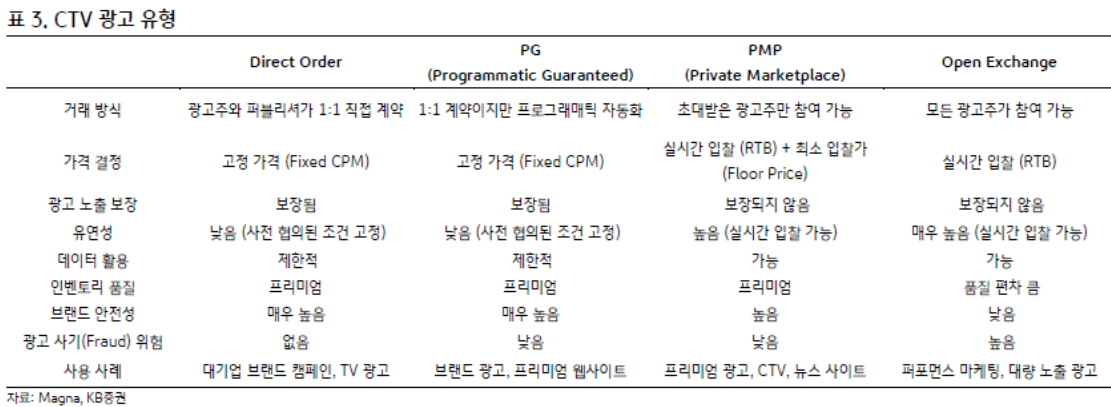 표 3. CTV 광고 유형
Direct Order PG (Programmatic Guaranteed) PMP (Private Marketplace) Open Exchange
거래 방식 광고주와 퍼블리셔가 1:1 직접 계약 1:1 계약이지만 프로그래매틱 자동화 초대받은 광고주만 참여 가능 모든 광고주가 참여 가능
가격 결정 고정 가격 (Fixed CPM) 고정 가격 (Fixed CPM) 실시간 입찰 (RTB) + 최소 입찰가 (Floor Price) 실시간 입찰 (RTB)
광고 노출 보장 보장됨 보장됨 보장되지 않음 보장되지 않음
유연성 낮음 (사전 협의된 조건 고정) 낮음 (사전 협의된 조건 고정) 높음 (실시간 입찰 가능) 매우 높음 (실시간 입찰 가능)
데이터 활용 제한적 제한적 가능 가능
인벤토리 품질 프리미엄 프리미엄 프리미엄 품질 편차 큼
브랜드 안전성 매우 높음 매우 높음 높음 낮음
광고 사기(Fraud) 위험 없음 낮음 낮음 높음
사용 사례 대기업 브랜드 캠페인, TV 광고 브랜드 광고, 프리미엄 웹사이트 프리미엄 광고, CTV, 뉴스 사이트 퍼포먼스 마케팅, 대량 노출 광고
자료: Magna, KB증권